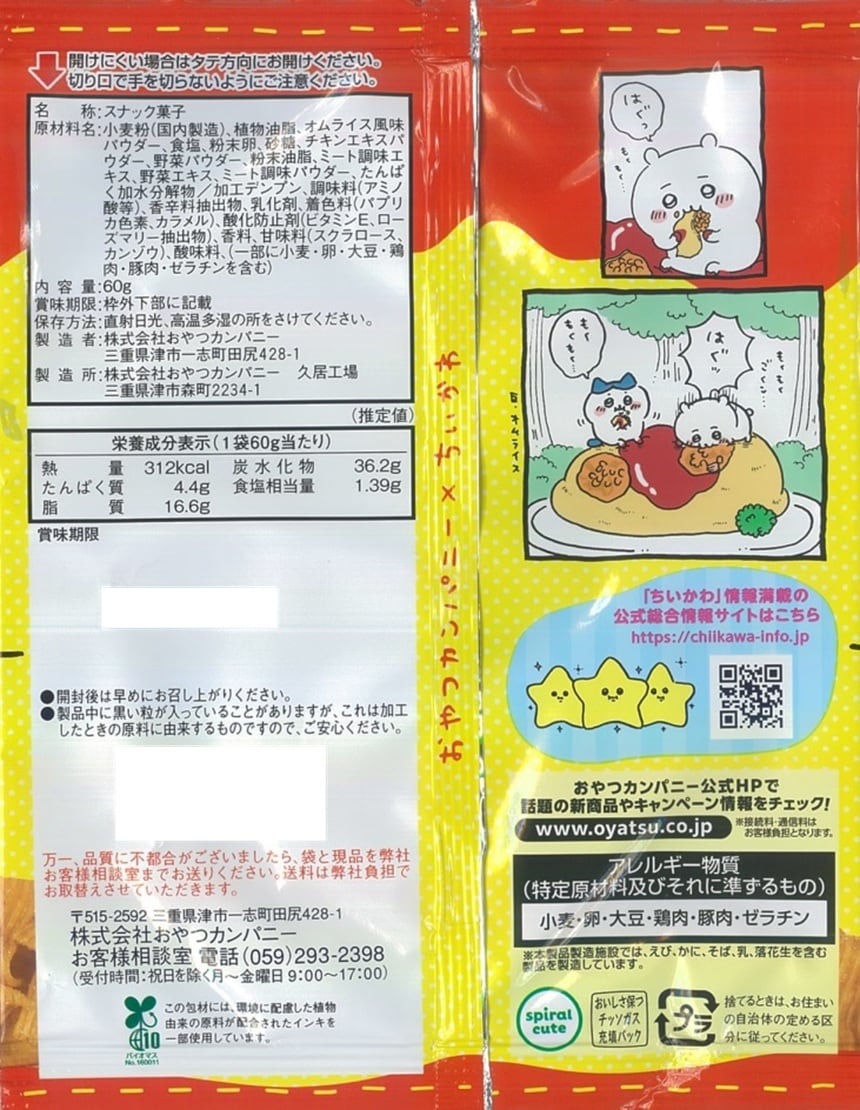 開けにくい場合はタテ方向にお開けください。
切り口で手を切らないようにご注意ください。
名 称:スナック菓子
原材料名:小麦粉(国内製造)、植物油脂、オムライス風味
パウダー、食塩、粉末卵、砂糖、チキンエキスパ
ウダー、野菜パウダー、粉末油脂、ミート調味エ
キス、野菜エキス、ミート調味パウダー、たんぱ
く加水分解物/加工デンプン、調味料(アミノ
酸等)、香辛料抽出物、乳化剤、着色料(パプリ
カ色素、カラメル)、酸化防止剤(ビタミンE、ロー
ズマリー抽出物)、香料、甘味料(スクラロース、
カンゾウ)、酸味料、(一部に小麦・卵・大豆・鶏
肉・豚肉・ゼラチンを含む)
内 容 量:60g
賞味期限:枠外下部に記載
保存方法:直射日光、高温多湿の所をさけてください。
製 造 者:株式会社おやつカンパニー
三重県津市一志町田尻428-1
製 造 所:株式会社おやつカンパニー 久居工場
三重県津市森町2234-1
(推定値)
栄養成分表示(1袋60g当たり)
熱 量 312kcal 炭水化物 36.2g
たんぱく質 4.4g 食塩相当量 1.39g
脂 質 16.6g
賞味期限
●開封後は早めにお召し上がりください。
●製品中に黒い粒が入っていることがありますが、これは加工
したときの原料に由来するものですので、ご安心ください。
万一、品質に不都合がございましたら、袋と現品を弊社
お客様相談室までお送りください。送料は弊社負担で
お取替えさせていただきます。
〒515-2592 三重県津市一志町田尻428-1
株式会社おやつカンパニー
お客様相談室 電話(059)293-2398
(受付時間:祝日を除く月~金曜日 9:00~17:00)
この包材には、環境に配慮した植物
由来の原料が配合されたインキを
一部使用しています。
10
バイオマス
No.160011
おやつカンパニー×ちいかわ
はぐっ
もぐ
もぐ…
もぐ
もぐ…
はぐっ
もぐもぐ
ごくン…
巨・オムライス
「ちいかわ」情報満載の
公式総合情報サイトはこちら
https://chiikawa-info.jp
おやつカンパニー公式HPで
話題の新商品やキャンペーン情報をチェック!
www.oyatsu.co.jp
※接続料・通信料は
お客様負担となります。
アレルギー物質
(特定原材料及びそれに準ずるもの)
小麦・卵・大豆・鶏肉・豚肉・ゼラチン
※本製品製造施設では、えび、かに、そば、乳、落花生を含む
製品を製造しています。
spiral
cute
おいしさ保つ
チッソガス
充填パック
プラ
捨てるときは、お住まい
の自治体の定める区
分に従ってください。